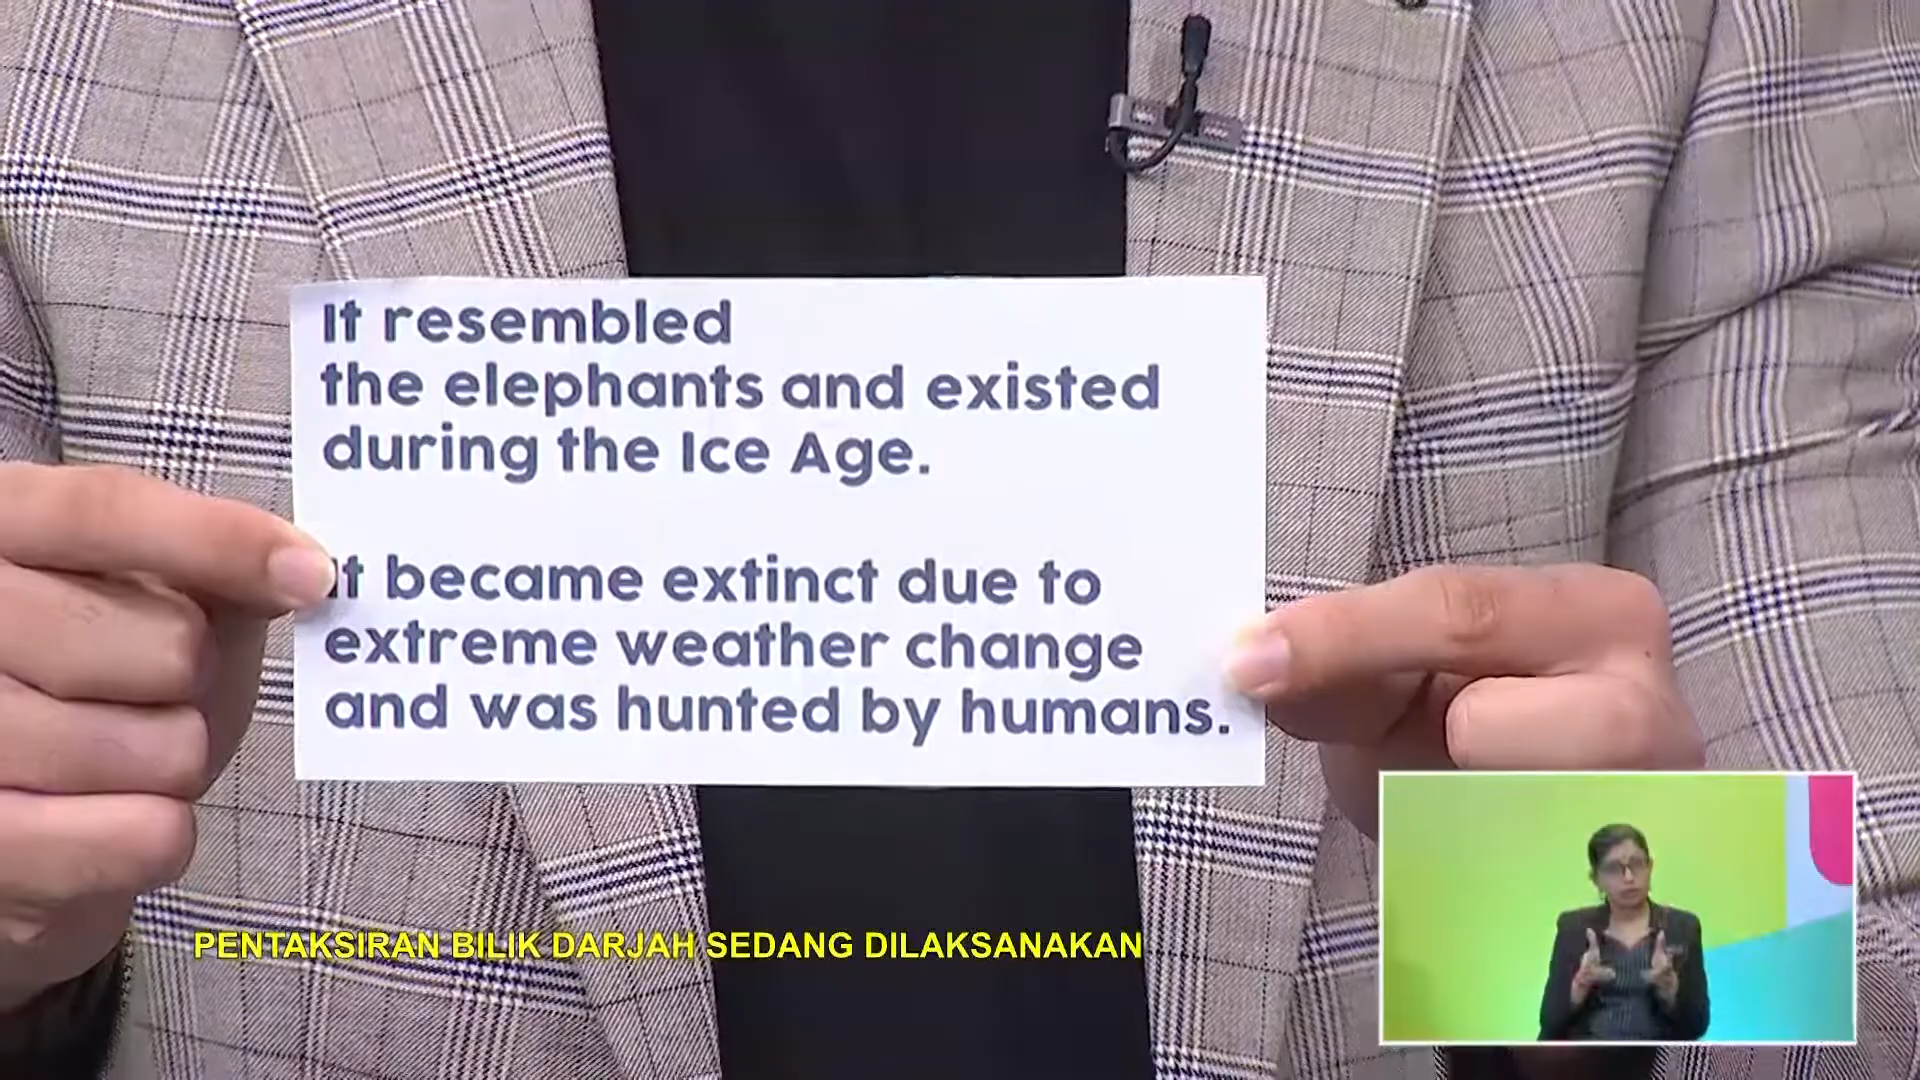 It resembled
the elephants and existed
during the Ice Age.
It became extinct due to
extreme weather change
and was hunted by humans.
PENTAKSIRAN BILIK DARJAH SEDANG DILAKSANAKAN